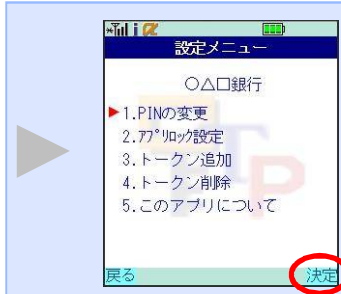 設定メニュー
○△□銀行
1.PINの変更
2.ｱﾌﾟﾘﾛｯｸ設定
3.トークン追加
4.トークン削除
5.このアプリについて
戻る 決定